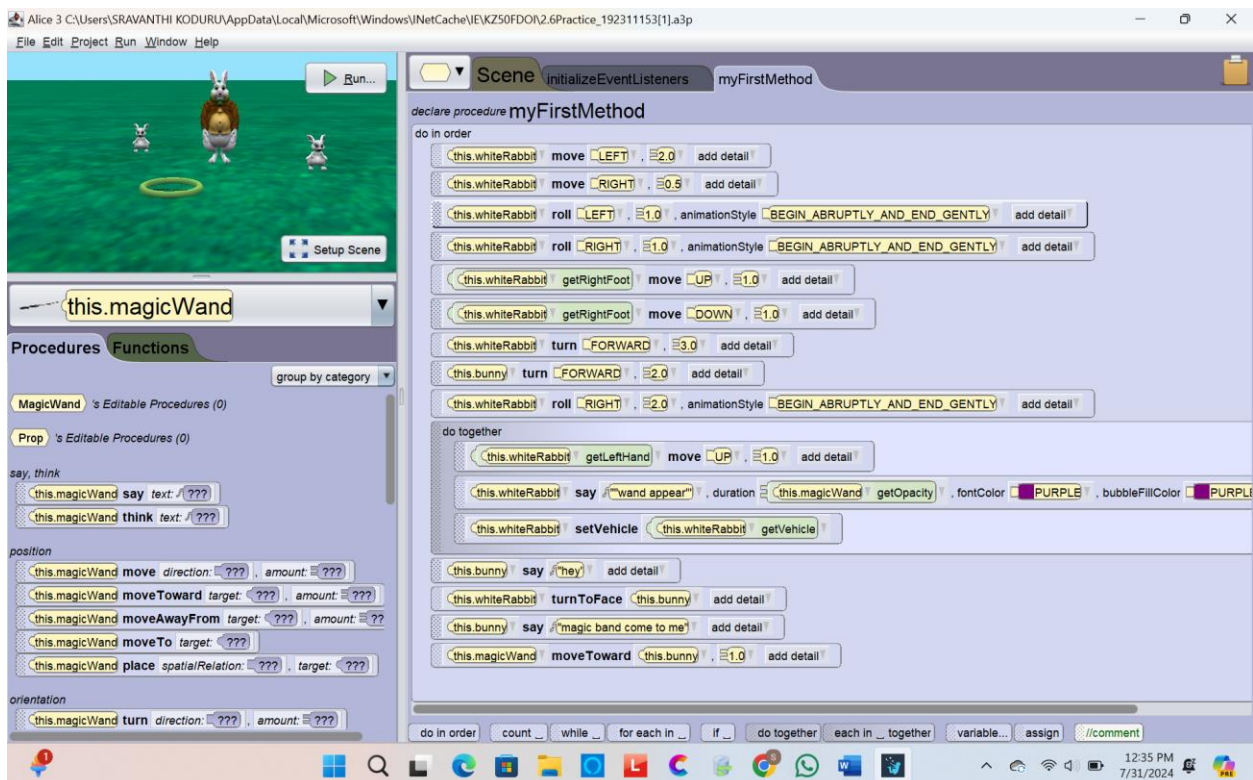 Alice 3 C:\Users\SRAVANTHI KODURU\AppData\Local\Microsoft\Windows\INetCache\IE\KZ50FDOI\2.6Practice_192311153[1].a3p
File Edit Project Run Window Help
Run...
Setup Scene
this.magicWand
Procedures Functions
group by category
MagicWand 's Editable Procedures (0)
Prop 's Editable Procedures (0)
say, think
this.magicWand say text: ???
this.magicWand think text: ???
position
this.magicWand move direction: ??? , amount: ???
this.magicWand moveToward target: ??? , amount: ???
this.magicWand moveAwayFrom target: ??? , amount: ??
this.magicWand moveTo target: ???
this.magicWand place spatialRelation: ??? , target: ???
orientation
this.magicWand turn direction: ??? , amount: ???
Scene initializeEventListeners myFirstMethod
declare procedure myFirstMethod
do in order
this.whiteRabbit move LEFT , 2.0 add detail
this.whiteRabbit move RIGHT , 0.5 add detail
this.whiteRabbit roll LEFT , 1.0 , animationStyle BEGIN_ABRUPTLY_AND_END_GENTLY add detail
this.whiteRabbit roll RIGHT , 1.0 , animationStyle BEGIN_ABRUPTLY_AND_END_GENTLY add detail
this.whiteRabbit getRightFoot move UP , 1.0 add detail
this.whiteRabbit getRightFoot move DOWN , 1.0 add detail
this.whiteRabbit turn FORWARD , 3.0 add detail
this.bunny turn FORWARD , 2.0 add detail
this.whiteRabbit roll RIGHT , 2.0 , animationStyle BEGIN_ABRUPTLY_AND_END_GENTLY add detail
do together
this.whiteRabbit getLeftHand move UP , 1.0 add detail
this.whiteRabbit say ""wand appear"" , duration this.magicWand getOpacity , fontColor PURPLE , bubbleFillColor PURPLE
this.whiteRabbit setVehicle this.whiteRabbit getVehicle
this.bunny say "hey" add detail
this.whiteRabbit turnToFace this.bunny add detail
this.bunny say "magic band come to me" add detail
this.magicWand moveToward this.bunny , 1.0 add detail
do in order count _ while _ for each in _ if _ do together each in _ together variable... assign //comment
1
12:35 PM
7/31/2024
PRE